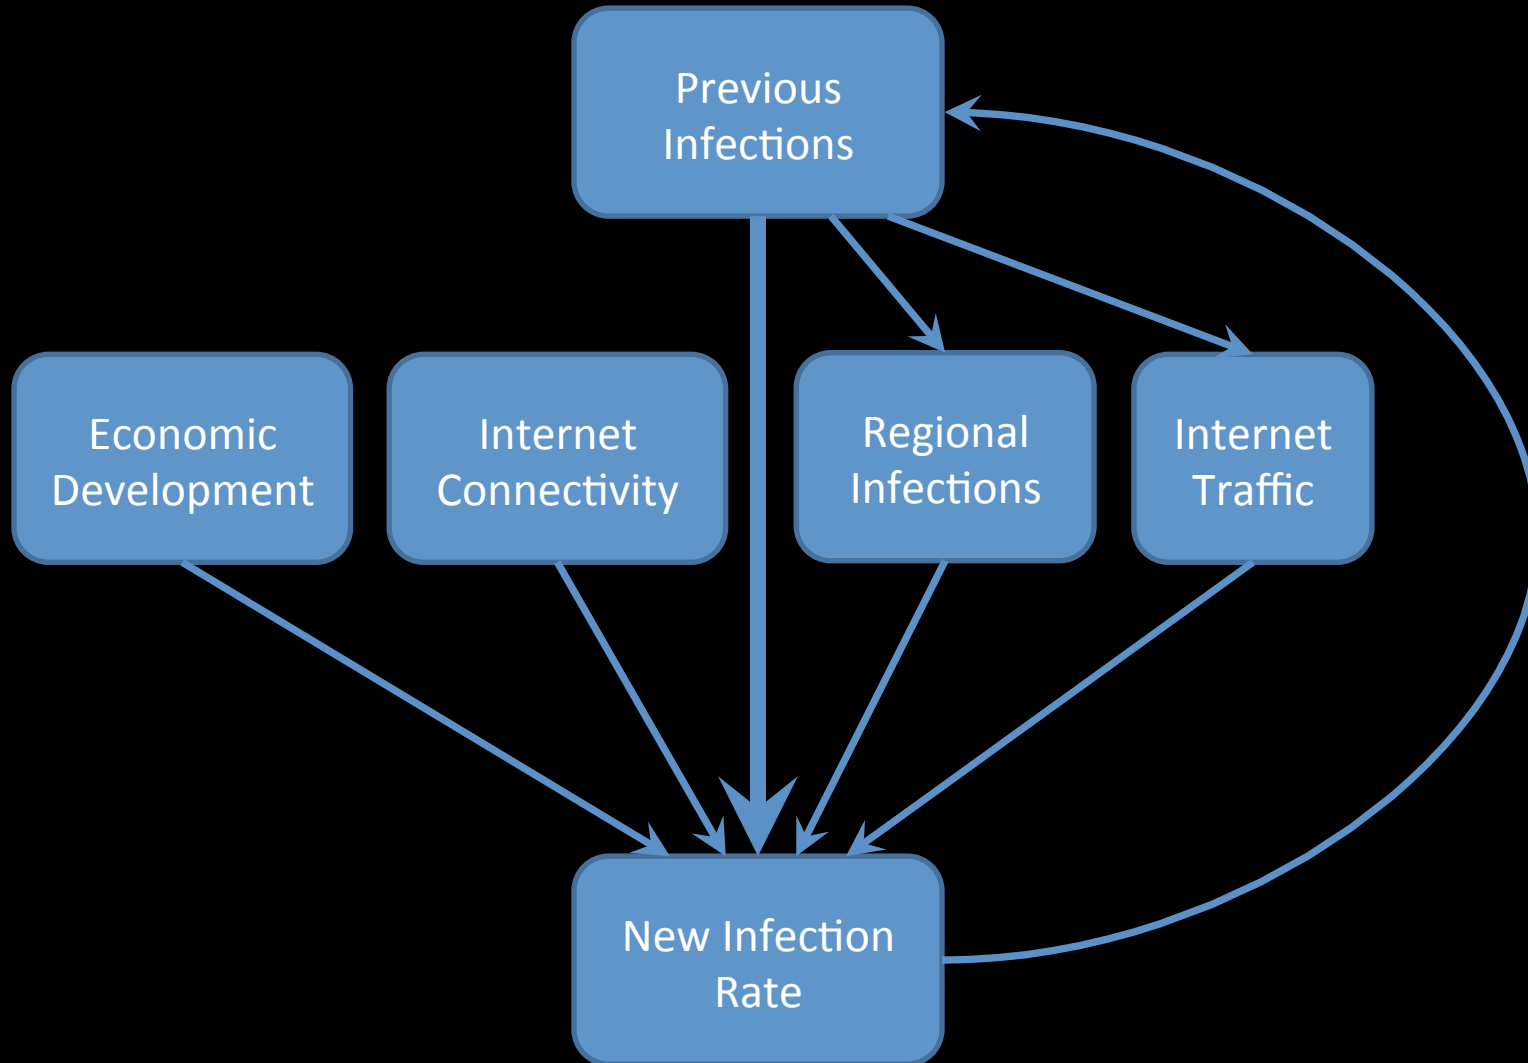 Previous
Infections
Economic
Development
Internet
Connectivity
Regional
Infections
Internet
Traffic
New Infection
Rate